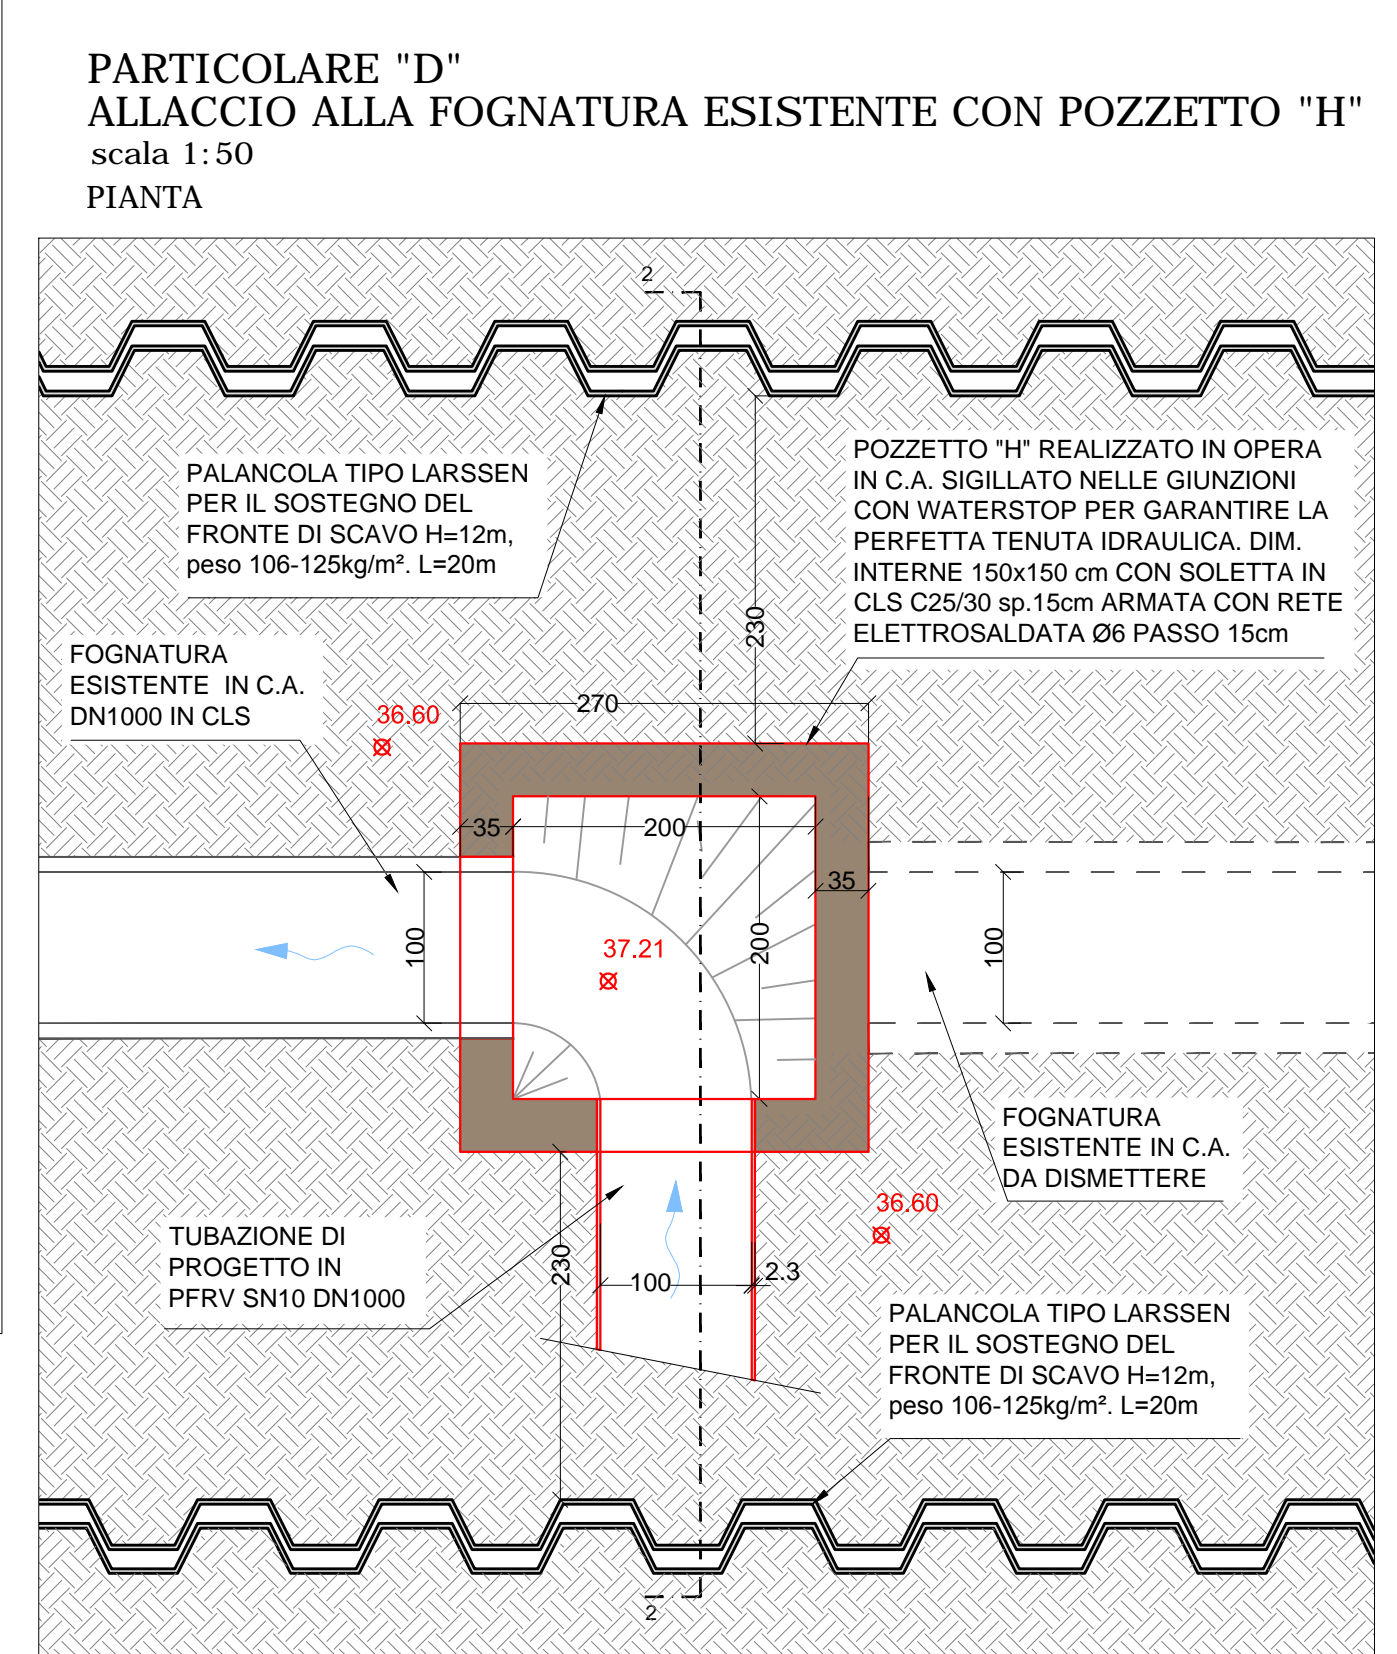 PARTICOLARE "D"
ALLACCIO ALLA FOGNATURA ESISTENTE CON POZZETTO "H"
scala 1:50
PIANTA
2
PALANCOLA TIPO LARSSEN
PER IL SOSTEGNO DEL
FRONTE DI SCAVO H=12m,
peso 106-125kg/m². L=20m
POZZETTO "H" REALIZZATO IN OPERA
IN C.A. SIGILLATO NELLE GIUNZIONI
CON WATERSTOP PER GARANTIRE LA
PERFETTA TENUTA IDRAULICA. DIM.
INTERNE 150x150 cm CON SOLETTA IN
CLS C25/30 sp.15cm ARMATA CON RETE
ELETTROSALDATA Ø6 PASSO 15cm
230
FOGNATURA
ESISTENTE  IN C.A.
DN1000 IN CLS
36.60
270
35
200
35
100
37.21
200
100
FOGNATURA
ESISTENTE IN C.A.
DA DISMETTERE
36.60
TUBAZIONE DI
PROGETTO IN
PFRV SN10 DN1000
230
100
2.3
PALANCOLA TIPO LARSSEN
PER IL SOSTEGNO DEL
FRONTE DI SCAVO H=12m,
peso 106-125kg/m². L=20m
2